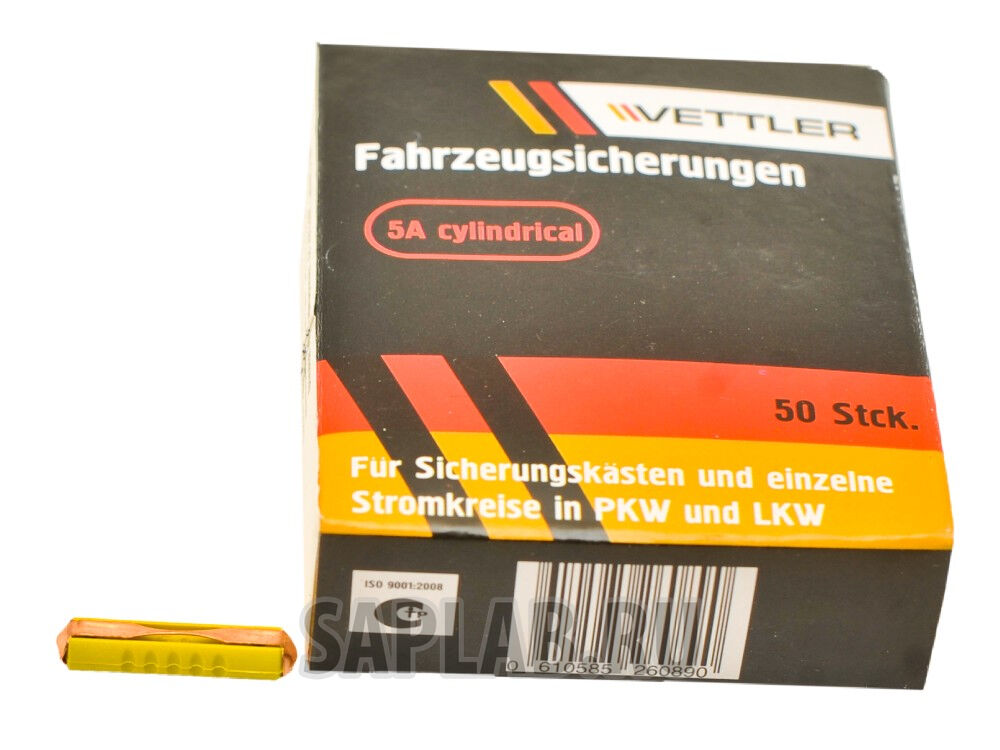 VETTLER
Fahrzeugsicherungen
5A cylindrical
50 Stck.
Für Sicherungskästen und einzelne
Stromkreise in PKW und LKW
ISO 9001:2008
СТР
SAPLAB.RU
0 610585 260890